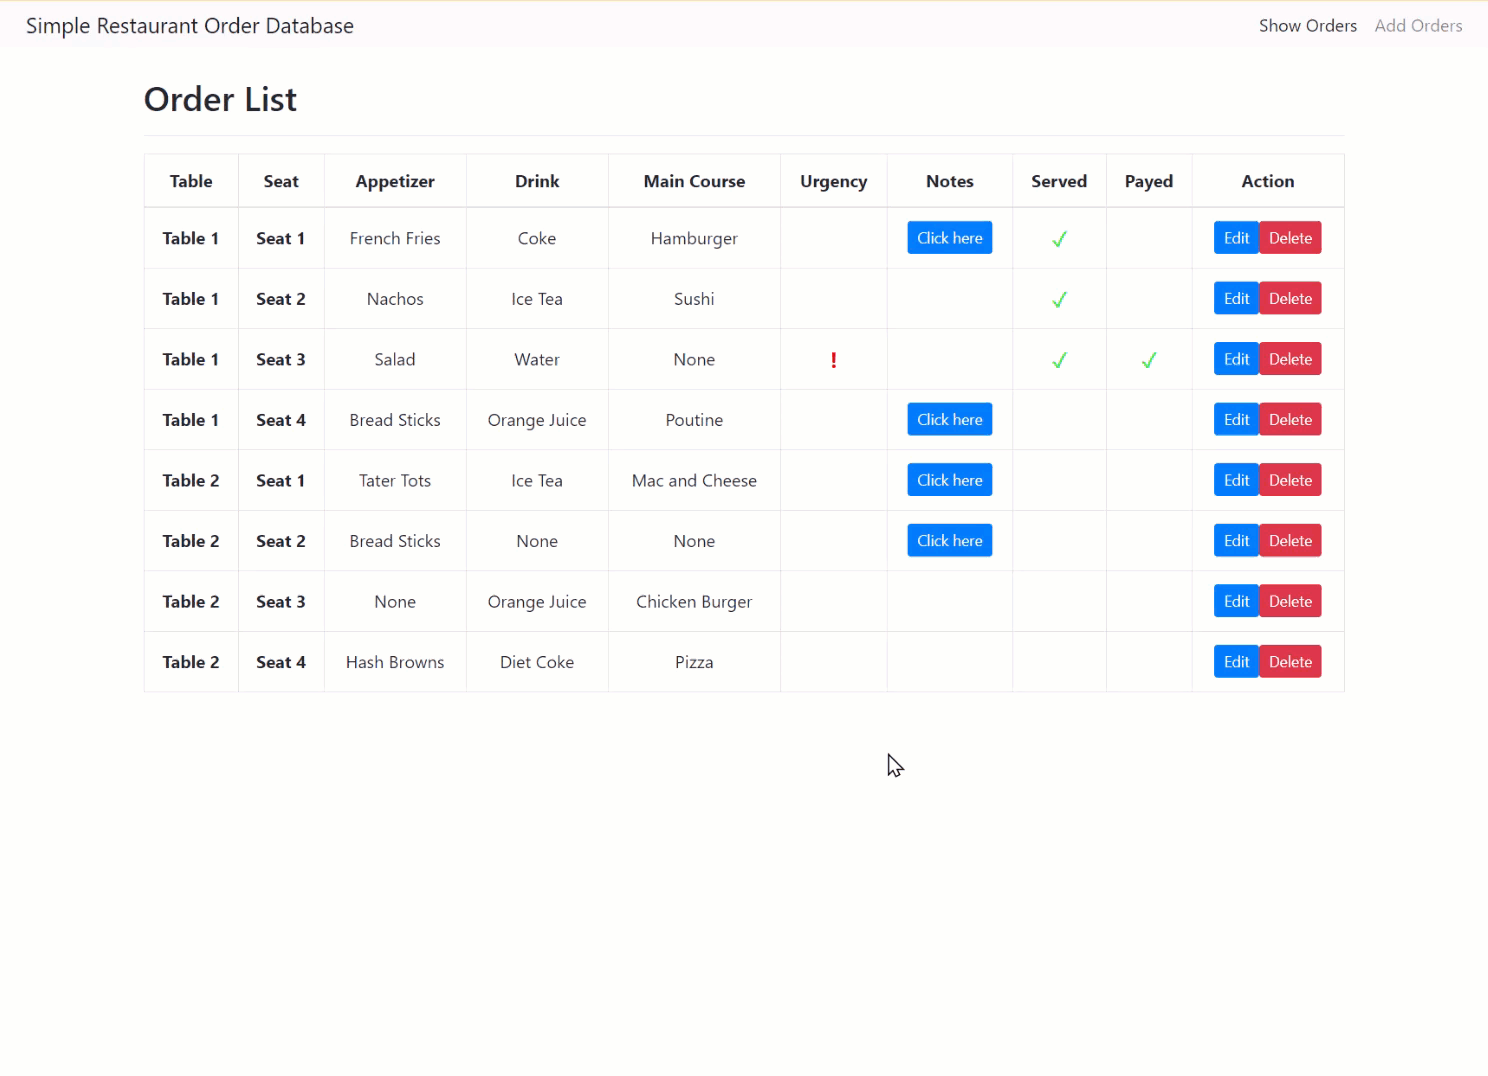 Simple Restaurant Order Database Show Orders Add Orders
Order List
Table Seat Appetizer Drink Main Course Urgency Notes Served Payed Action
Table 1 Seat 1 French Fries Coke Hamburger Click here ✓ Edit Delete
Table 1 Seat 2 Nachos Ice Tea Sushi ✓ Edit Delete
Table 1 Seat 3 Salad Water None ! ✓ ✓ Edit Delete
Table 1 Seat 4 Bread Sticks Orange Juice Poutine Click here Edit Delete
Table 2 Seat 1 Tater Tots Ice Tea Mac and Cheese Click here Edit Delete
Table 2 Seat 2 Bread Sticks None None Click here Edit Delete
Table 2 Seat 3 None Orange Juice Chicken Burger Edit Delete
Table 2 Seat 4 Hash Browns Diet Coke Pizza Edit Delete